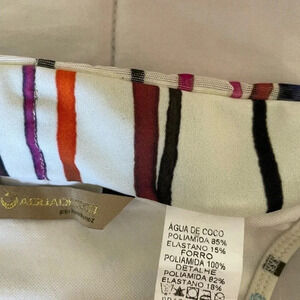 AGUA DE COCO
POLIAMIDA 85%
ELASTANO 15%
FORRO
POLIAMIDA 100%
DETALHE
POLIAMIDA 82%
ELASTANO 18%